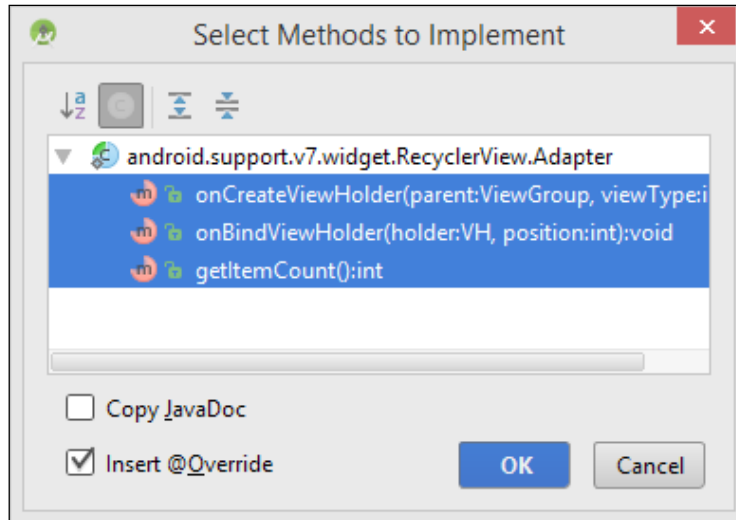 Select Methods to Implement
android.support.v7.widget.RecyclerView.Adapter
onCreateViewHolder(parent:ViewGroup, viewType:i
onBindViewHolder(holder:VH, position:int):void
getItemCount():int
Copy JavaDoc
Insert @Override
OK
Cancel